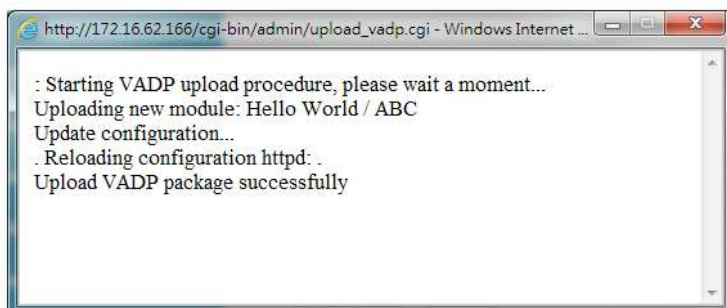 http://172.16.62.166/cgi-bin/admin/upload_vadp.cgi - Windows Internet ...
: Starting VADP upload procedure, please wait a moment...
Uploading new module: Hello World / ABC
Update configuration...
. Reloading configuration httpd: .
Upload VADP package successfully